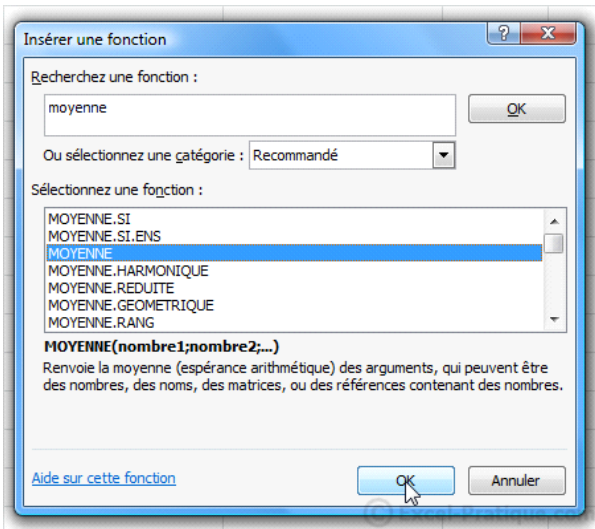 Insérer une fonction
Recherchez une fonction :
moyenne
OK
Ou sélectionnez une catégorie : Recommandé
Sélectionnez une fonction :
MOYENNE.SI
MOYENNE.SI.ENS
MOYENNE
MOYENNE.HARMONIQUE
MOYENNE.REDUITE
MOYENNE.GEOMETRIQUE
MOYENNE.RANG
MOYENNE(nombre1;nombre2;...)
Renvoie la moyenne (espérance arithmétique) des arguments, qui peuvent être
des nombres, des noms, des matrices, ou des références contenant des nombres.
Aide sur cette fonction
OK
Annuler
© Excel-Pratique.com